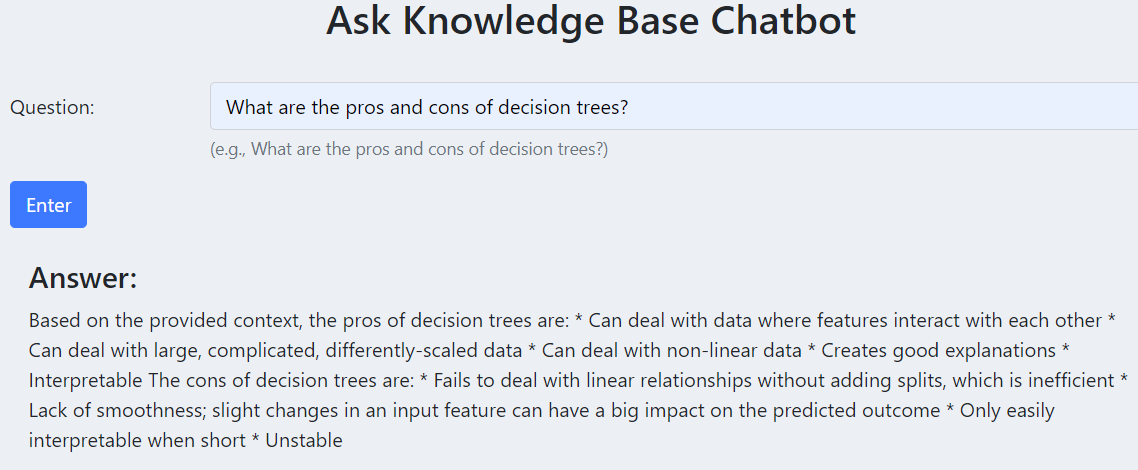 Ask Knowledge Base Chatbot
Question:
What are the pros and cons of decision trees?
(e.g., What are the pros and cons of decision trees?)
Enter
Answer:
Based on the provided context, the pros of decision trees are: * Can deal with data where features interact with each other *
Can deal with large, complicated, differently-scaled data * Can deal with non-linear data * Creates good explanations *
Interpretable The cons of decision trees are: * Fails to deal with linear relationships without adding splits, which is inefficient *
Lack of smoothness; slight changes in an input feature can have a big impact on the predicted outcome * Only easily
interpretable when short * Unstable